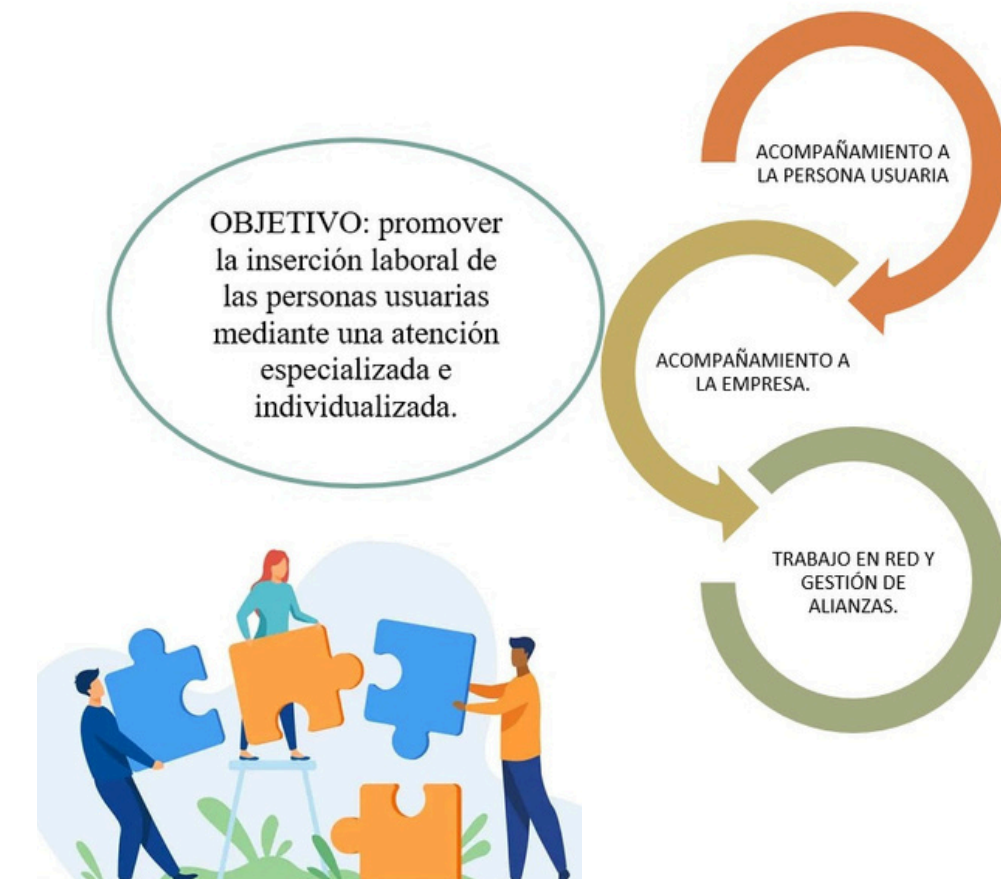 OBJETIVO: promover
la inserción laboral de
las personas usuarias
mediante una atención
especializada e
individualizada.
ACOMPAÑAMIENTO A
LA PERSONA USUARIA
ACOMPAÑAMIENTO A
LA EMPRESA.
TRABAJO EN RED Y
GESTIÓN DE
ALIANZAS.